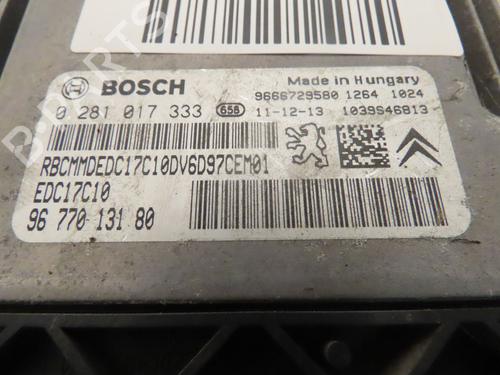 BOSCH
Made in Hungary
9666729580 1264 1024
0 281 017 333 65B 11-12-13 1039S46813
RBCMMDEDC17C10DV6D97CEM01
EDC17C10
96 770 131 80